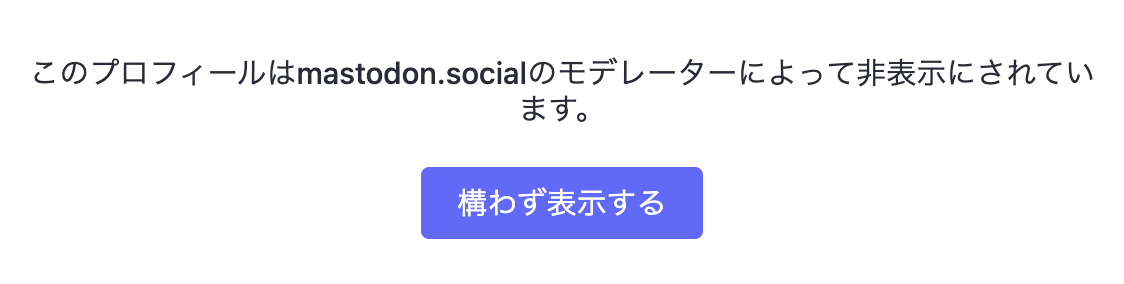 このプロフィールはmastodon.socialのモデレーターによって非表示にされてい
ます。
構わず表示する